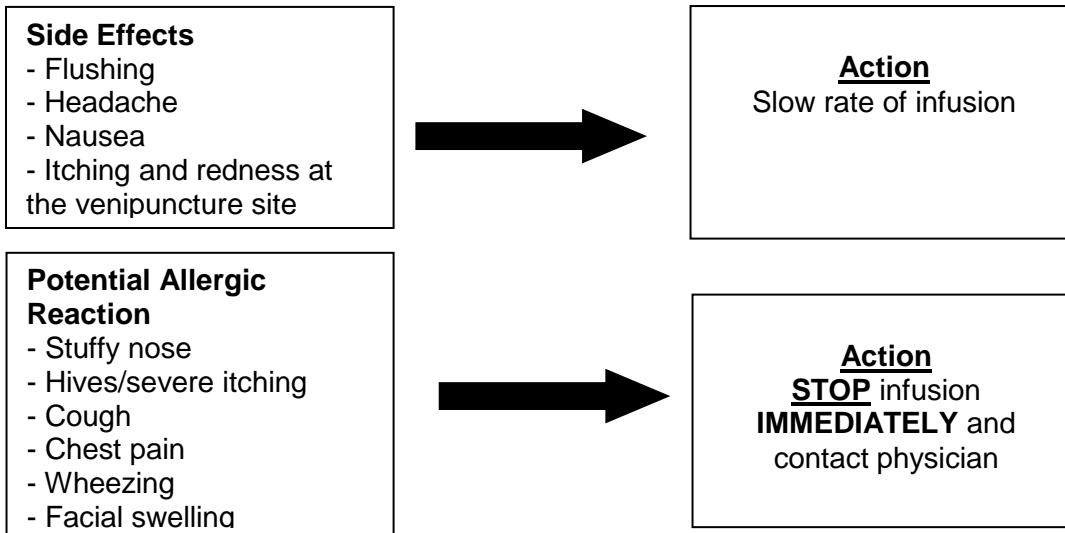 Side Effects
- Flushing
- Headache
- Nausea
- Itching and redness at
the venipuncture site
Action
Slow rate of infusion
Potential Allergic
Reaction
- Stuffy nose
- Hives/severe itching
- Cough
- Chest pain
- Wheezing
- Facial swelling
Action
STOP infusion
IMMEDIATELY and
contact physician